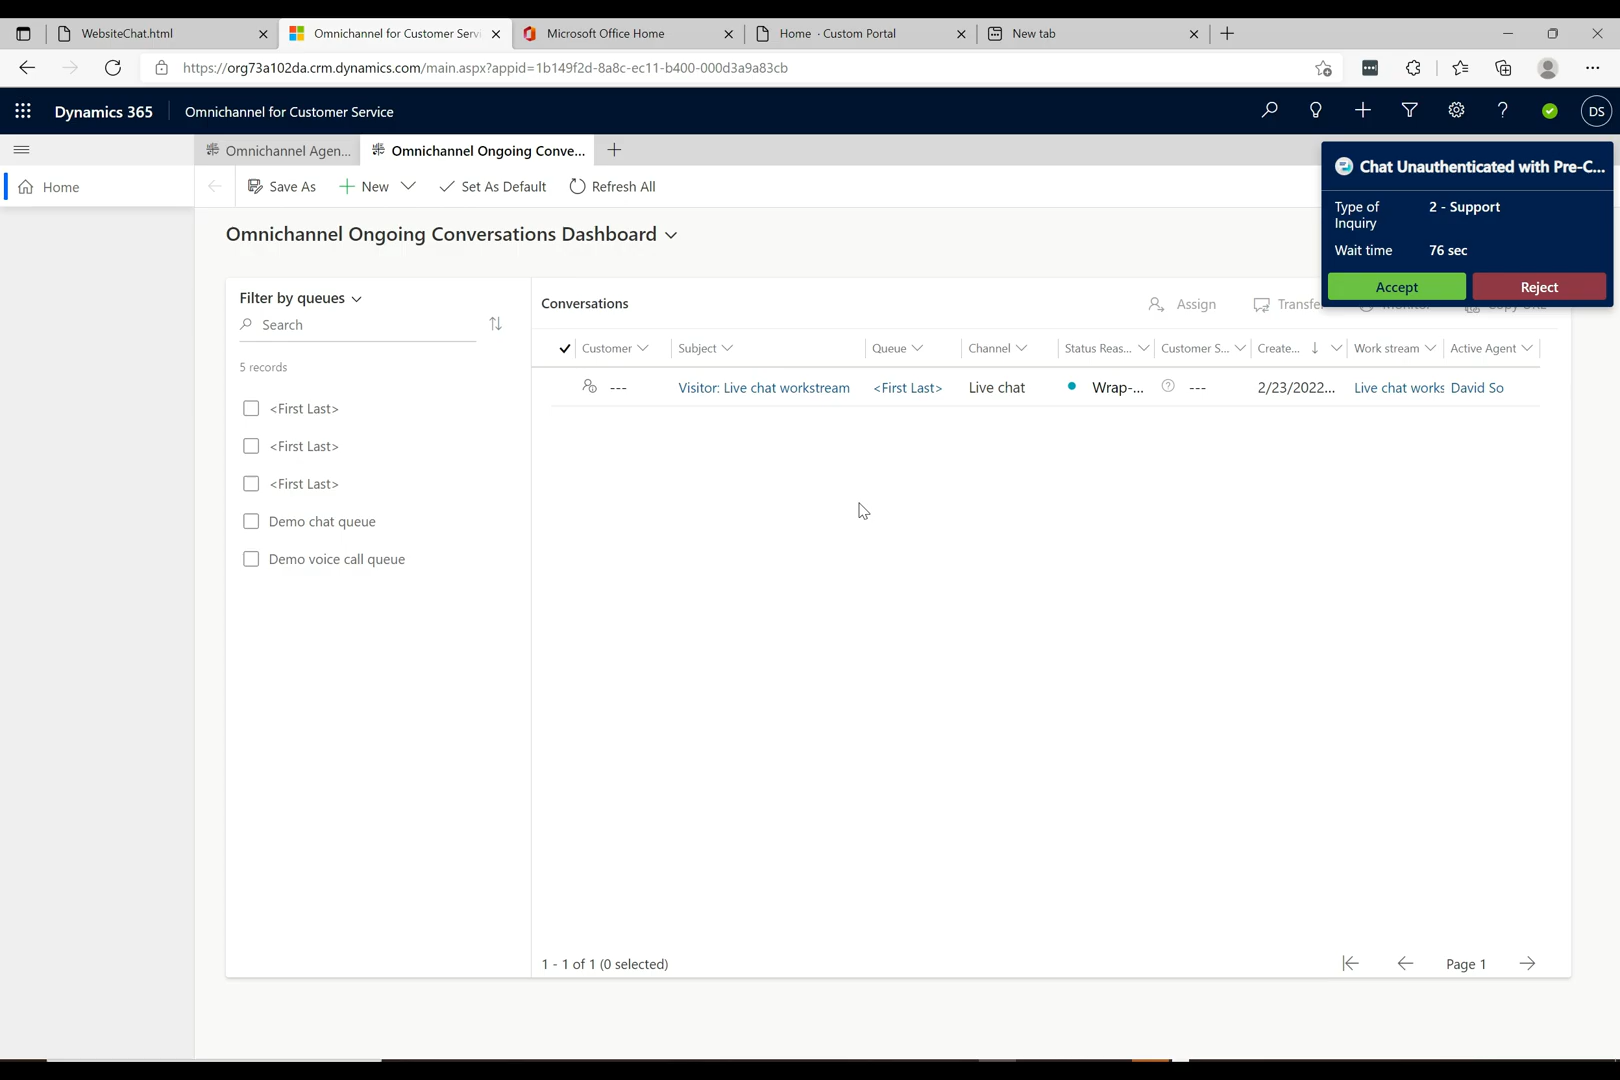 WebsiteChat.html
Omnichannel for Customer Servi
Microsoft Office Home
Home · Custom Portal
New tab
https://org73a102da.crm.dynamics.com/main.aspx?appid=1b149f2d-8a8c-ec11-b400-000d3a9a83cb
Dynamics 365
Omnichannel for Customer Service
DS
Omnichannel Agen...
Omnichannel Ongoing Conve...
Home
Save As
New
Set As Default
Refresh All
Chat Unauthenticated with Pre-C...
Type of Inquiry
2 - Support
Wait time
76 sec
Accept
Reject
Omnichannel Ongoing Conversations Dashboard
Filter by queues
Search
5 records
<First Last>
<First Last>
<First Last>
Demo chat queue
Demo voice call queue
Conversations
Assign
Transfe
Customer
Subject
Queue
Channel
Status Reas...
Customer S...
Create...
Work stream
Active Agent
---
Visitor: Live chat workstream
<First Last>
Live chat
Wrap-...
---
2/23/2022...
Live chat works
David So
1 - 1 of 1 (0 selected)
Page 1